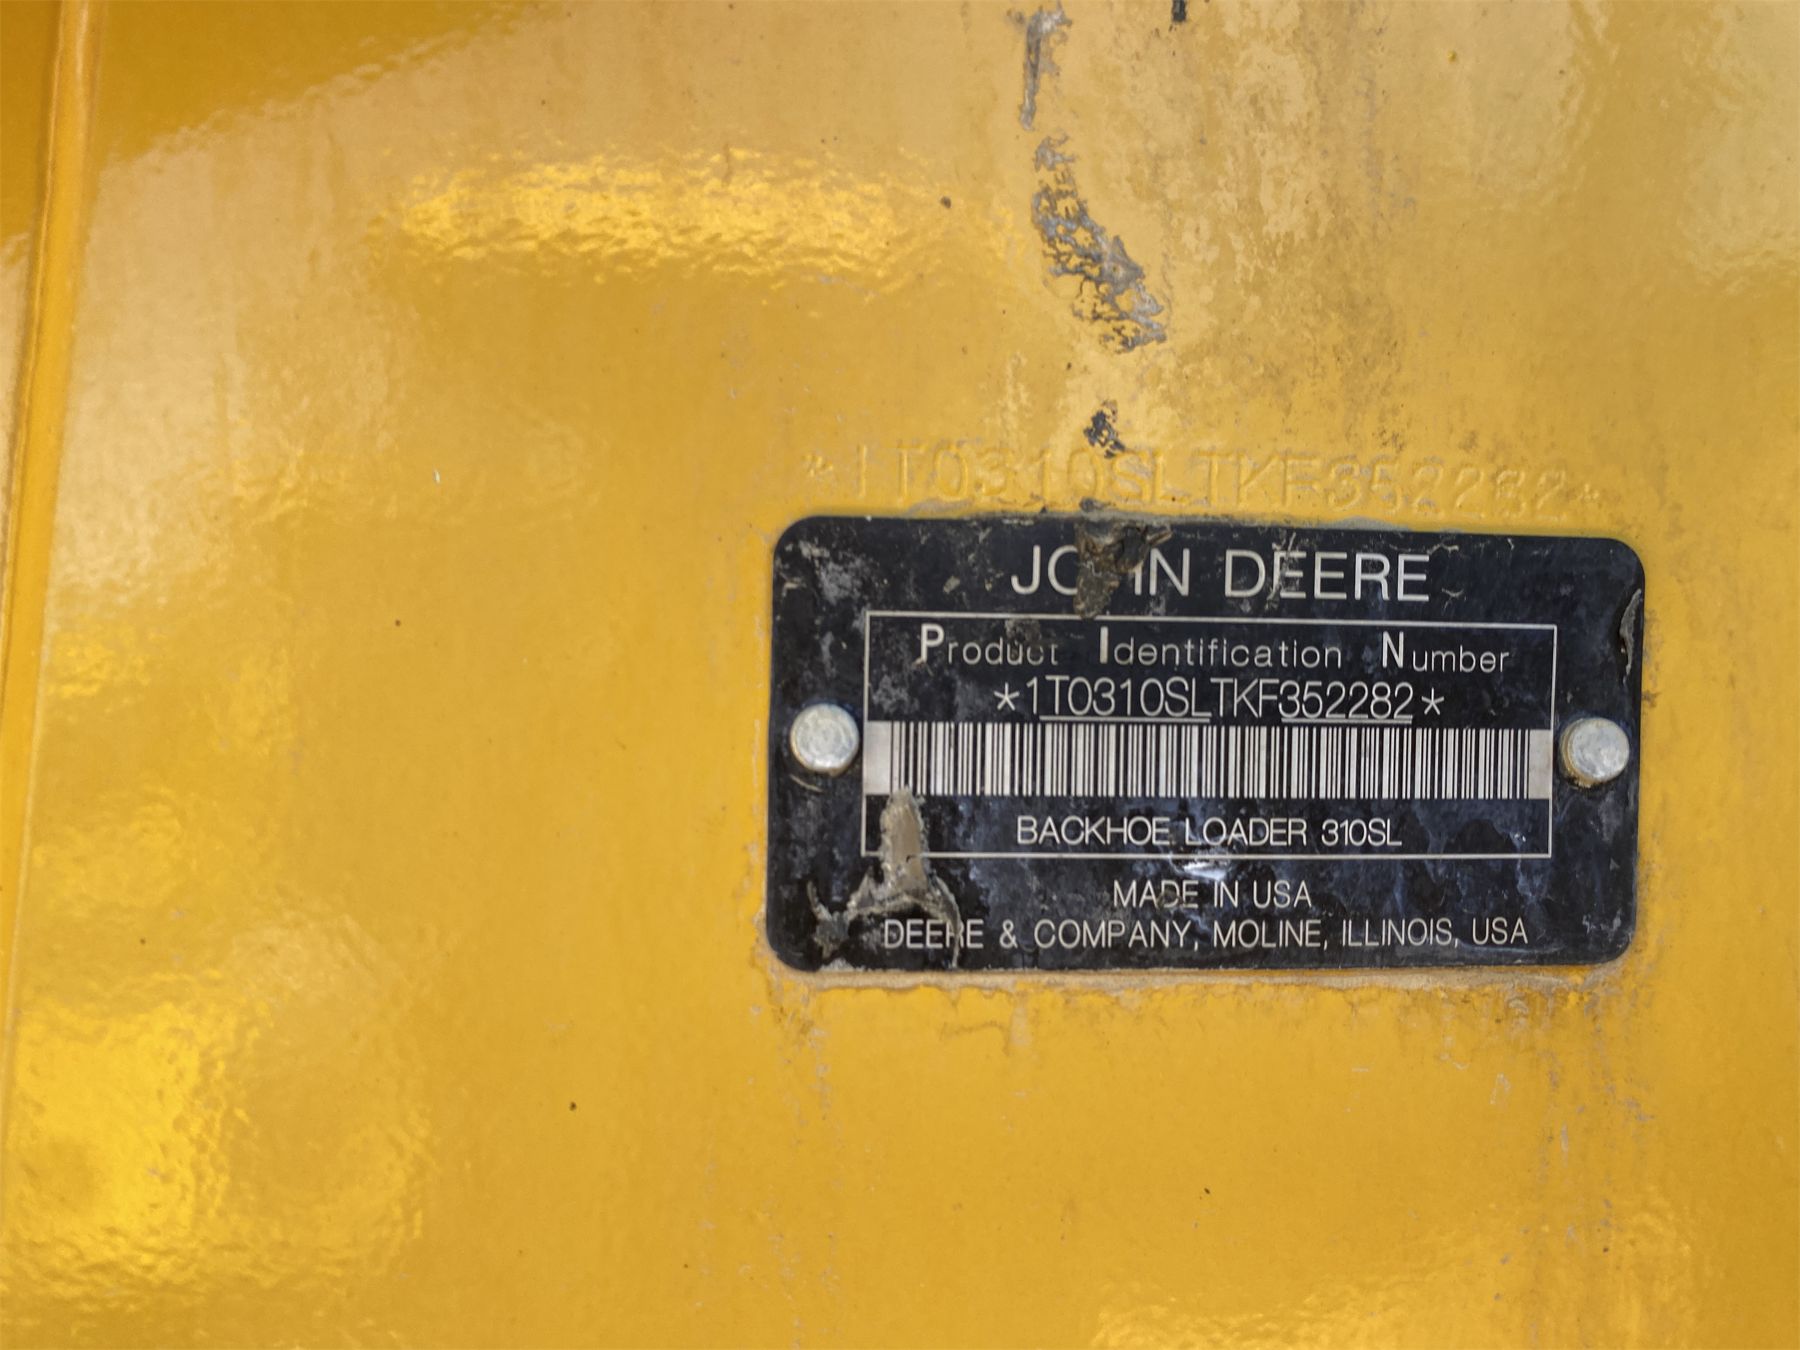 *1T0310SLTKF352282*
JOHN DEERE
Product Identification Number
*1T0310SLTKF352282*
BACKHOE LOADER 310SL
MADE IN USA
DEERE & COMPANY, MOLINE, ILLINOIS, USA